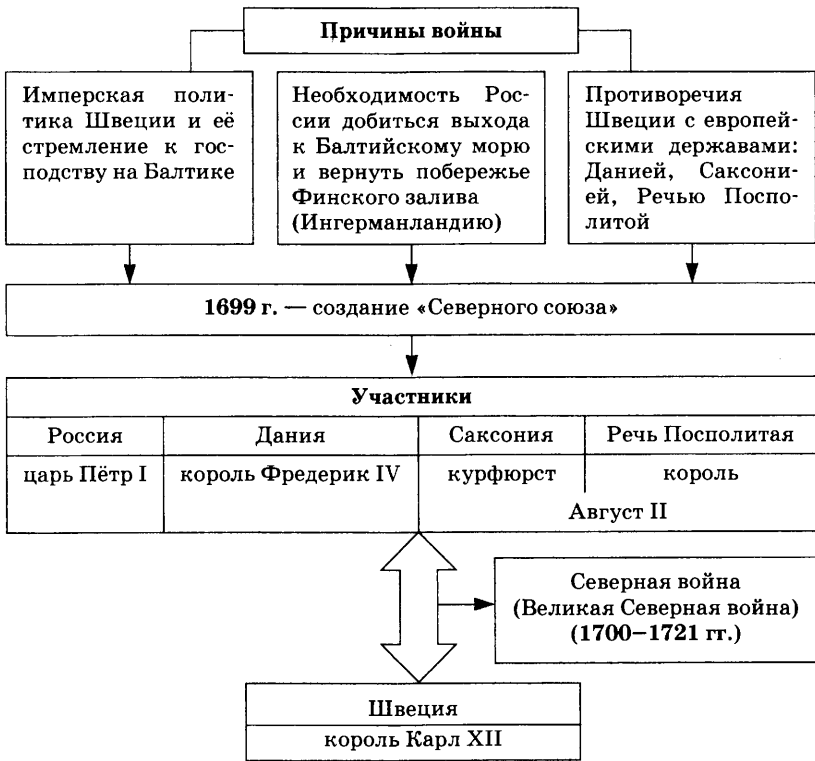 Причины войны
Имперская поли-
тика Швеции и её
стремление к гос-
подству на Балтике
Необходимость Рос-
сии добиться выхода
к Балтийскому морю
и вернуть побережье
Финского залива
(Ингерманландию)
Противоречия
Швеции с европей-
скими державами:
Данией, Саксони-
ей, Речью Поспо-
литой
1699 г. — создание «Северного союза»
Участники
Россия Дания Саксония Речь Посполитая
царь Пётр I король Фредерик IV курфюрст король
Август II
Северная война
(Великая Северная война)
(1700–1721 гг.)
Швеция
король Карл XII